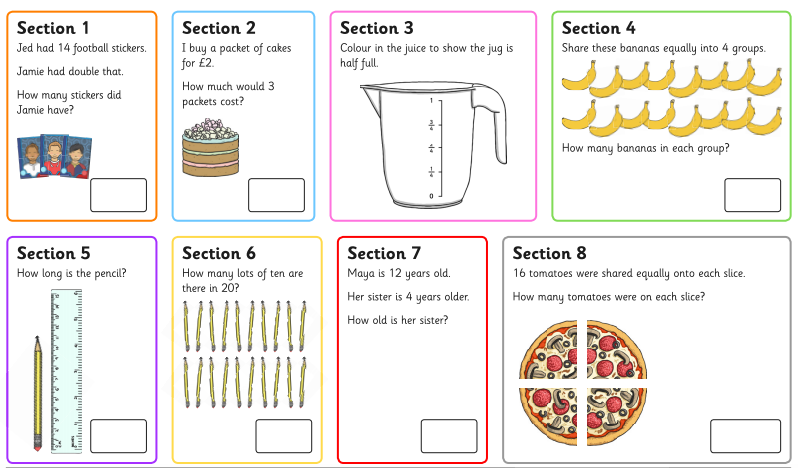 Section 1
Jed had 14 football stickers.
Jamie had double that.
How many stickers did
Jamie have?
Section 2
I buy a packet of cakes
for £2.
How much would 3
packets cost?
Section 3
Colour in the juice to show the jug is
half full.
1
3/4
1/4
0
Section 4
Share these bananas equally into 4 groups.
How many bananas in each group?
Section 5
How long is the pencil?
Section 6
How many lots of ten are
there in 20?
Section 7
Maya is 12 years old.
Her sister is 4 years older.
How old is her sister?
Section 8
16 tomatoes were shared equally onto each slice.
How many tomatoes were on each slice?